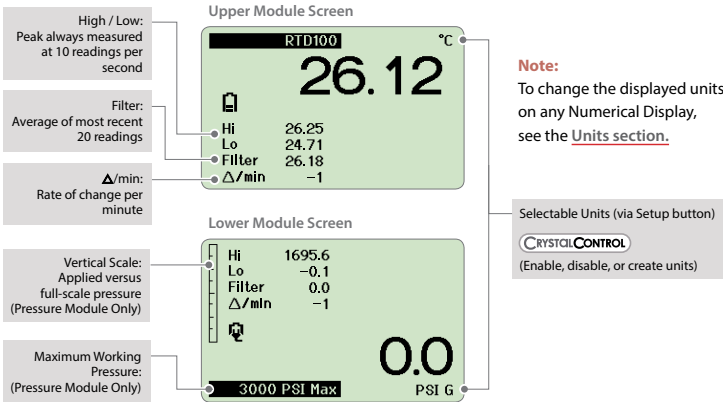 Upper Module Screen
High / Low:
Peak always measured
at 10 readings per
second
Filter:
Average of most recent
20 readings
Δ/min:
Rate of change per
minute
RTD100
°C
26.12
Hi 26.25
Lo 24.71
Filter 26.18
Δ/min -1
Note:
To change the displayed units
on any Numerical Display,
see the Units section.
Lower Module Screen
Vertical Scale:
Applied versus
full-scale pressure
(Pressure Module Only)
Maximum Working
Pressure:
(Pressure Module Only)
Hi 1695.6
Lo -0.1
Filter 0.0
Δ/min -1
0.0
3000 PSI Max
PSI G
Selectable Units (via Setup button)
CRYSTALCONTROL
(Enable, disable, or create units)